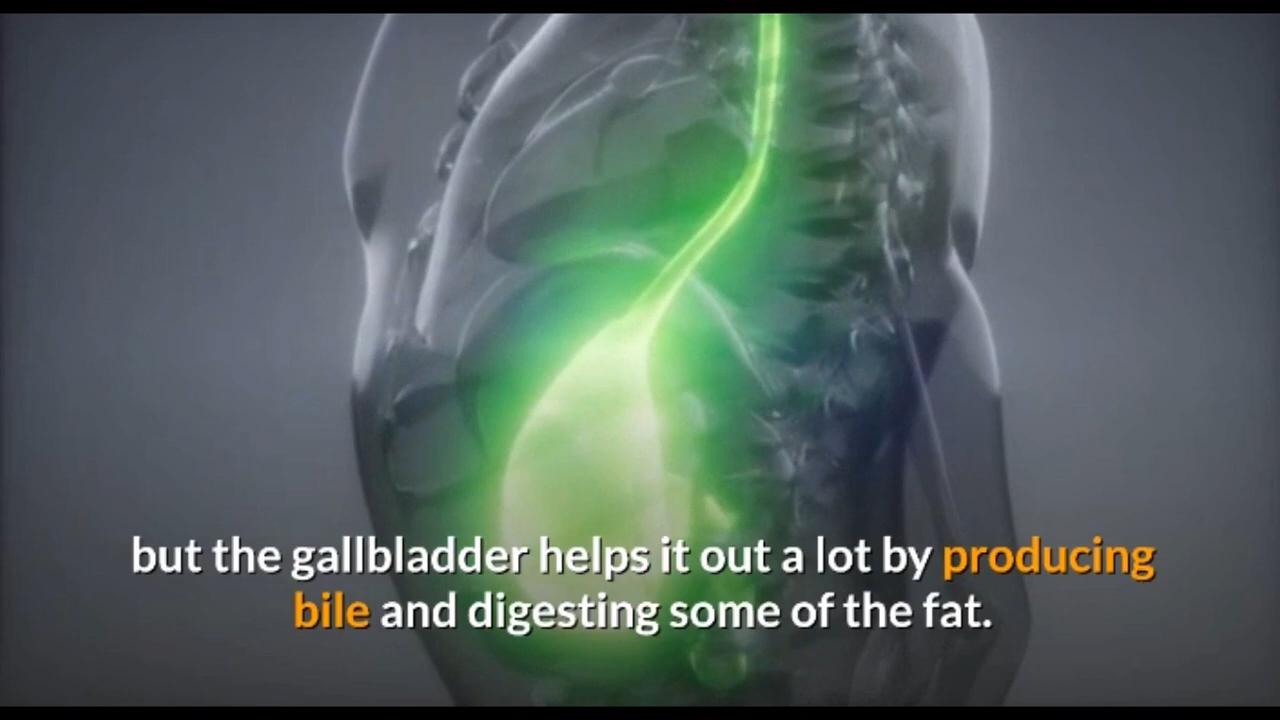 but the gallbladder helps it out a lot by producing
bile and digesting some of the fat.